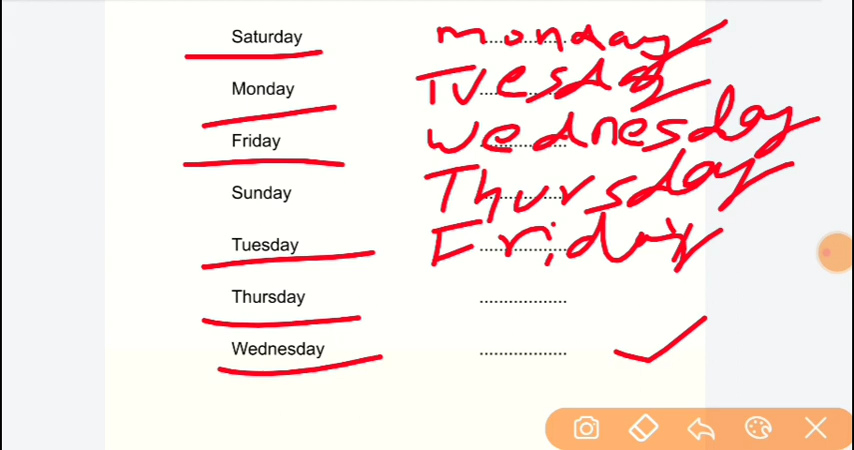 Saturday monday
Monday Tuesday
Friday Wednesday
Sunday Thursday
Tuesday Friday
Thursday
Wednesday